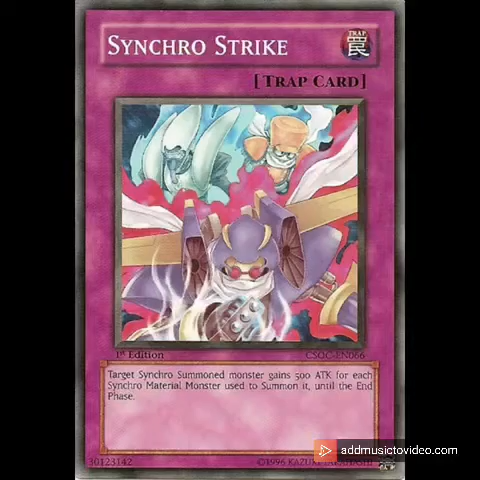 SYNCHRO STRIKE
TRAP
罠
[TRAP CARD]
1st Edition
CSOC-EN066
Target Synchro Summoned monster gains 500 ATK for each
Synchro Material Monster used to Summon it, until the End
Phase.
addmusictovideo.com
30123142
©1996 KAZUKI TAKAHASHI